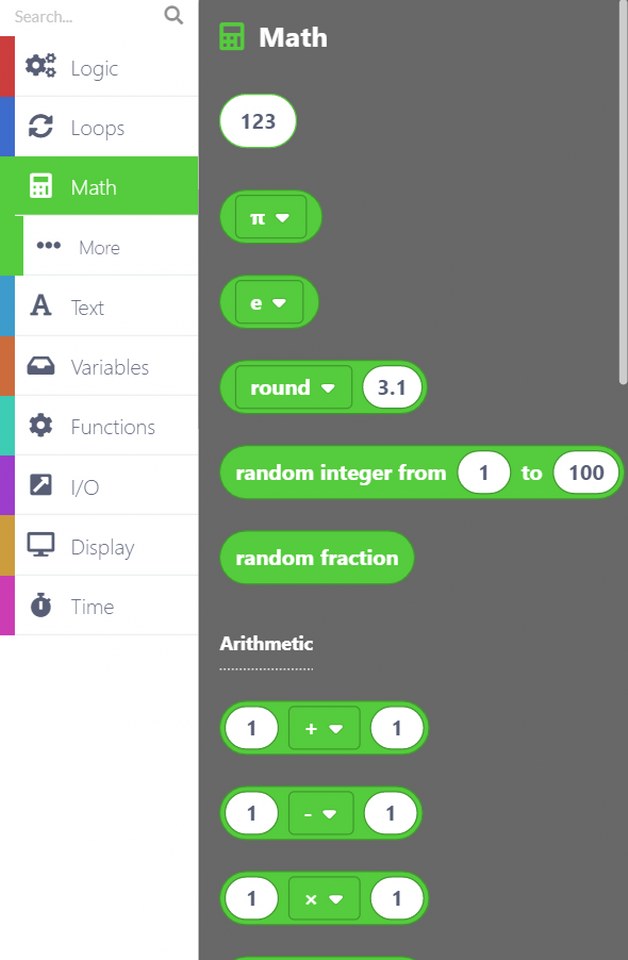 Search...
Logic
Loops
Math
More
Text
Variables
Functions
I/O
Display
Time
Math
123
π
e
round 3.1
random integer from 1 to 100
random fraction
Arithmetic
1 + 1
1 - 1
1 × 1